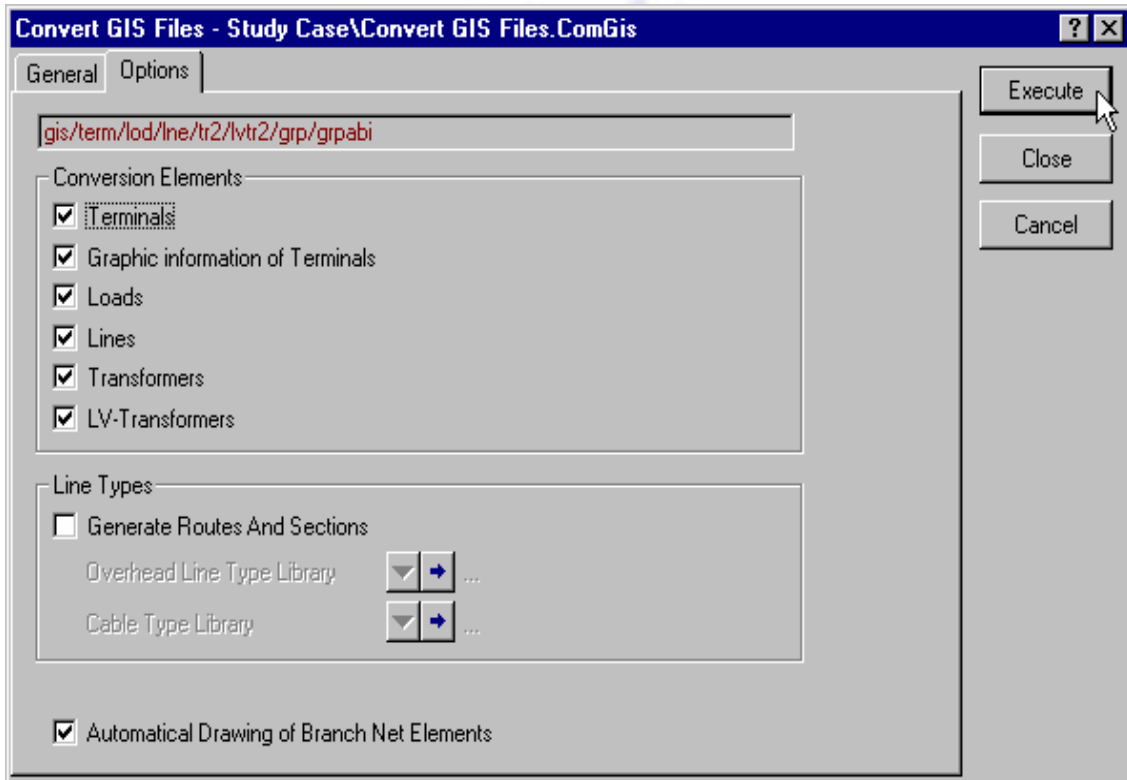 Convert GIS Files - Study Case\Convert GIS Files.ComGis
General Options
gis/term/lod/lne/tr2/lvtr2/grp/grpabi
Conversion Elements
Terminals
Graphic information of Terminals
Loads
Lines
Transformers
LV-Transformers
Line Types
Generate Routes And Sections
Overhead Line Type Library ...
Cable Type Library ...
Automatical Drawing of Branch Net Elements
Execute
Close
Cancel